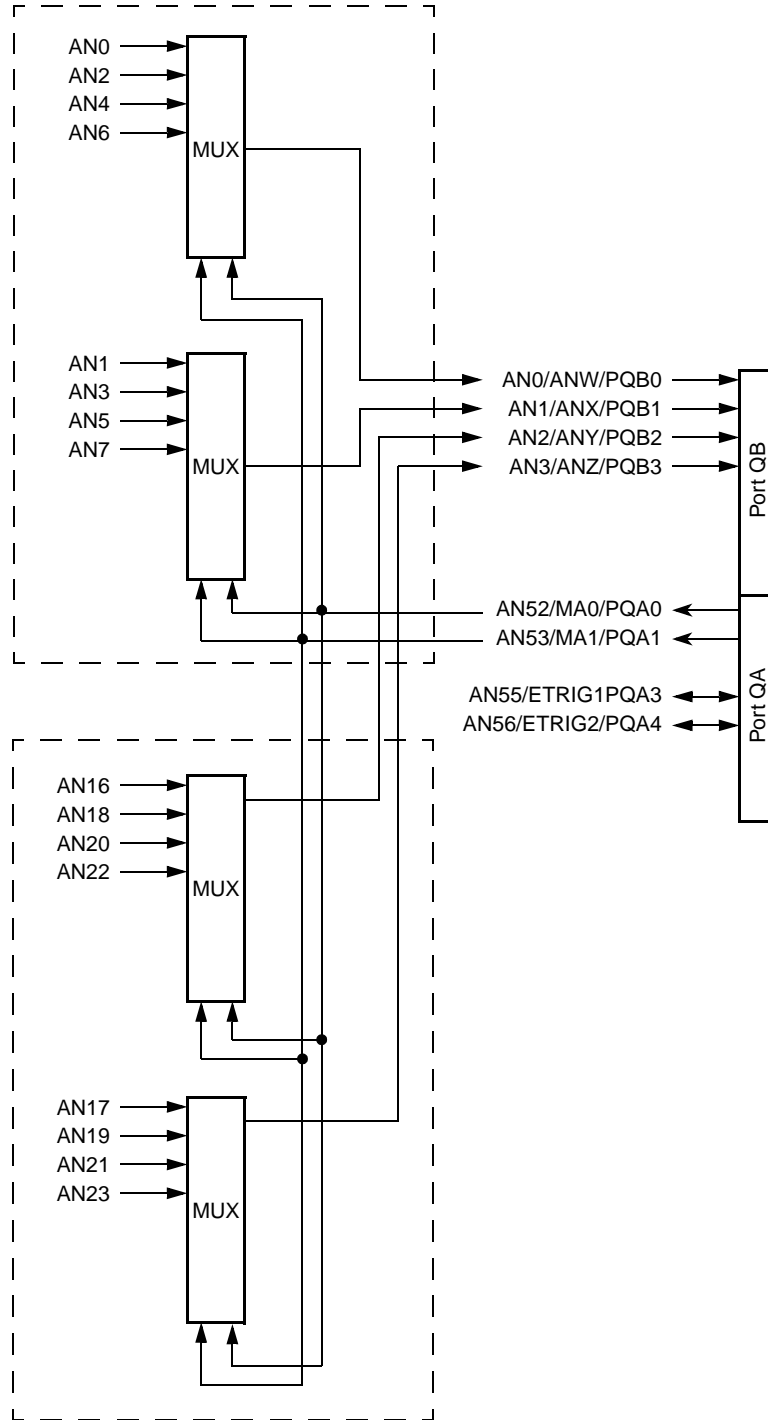 AN0
AN2
AN4
AN6
MUX
AN1
AN3
AN5
AN7
MUX
AN0/ANW/PQB0
AN1/ANX/PQB1
AN2/ANY/PQB2
AN3/ANZ/PQB3
Port QB
AN52/MA0/PQA0
AN53/MA1/PQA1
AN55/ETRIG1PQA3
AN56/ETRIG2/PQA4
Port QA
AN16
AN18
AN20
AN22
MUX
AN17
AN19
AN21
AN23
MUX